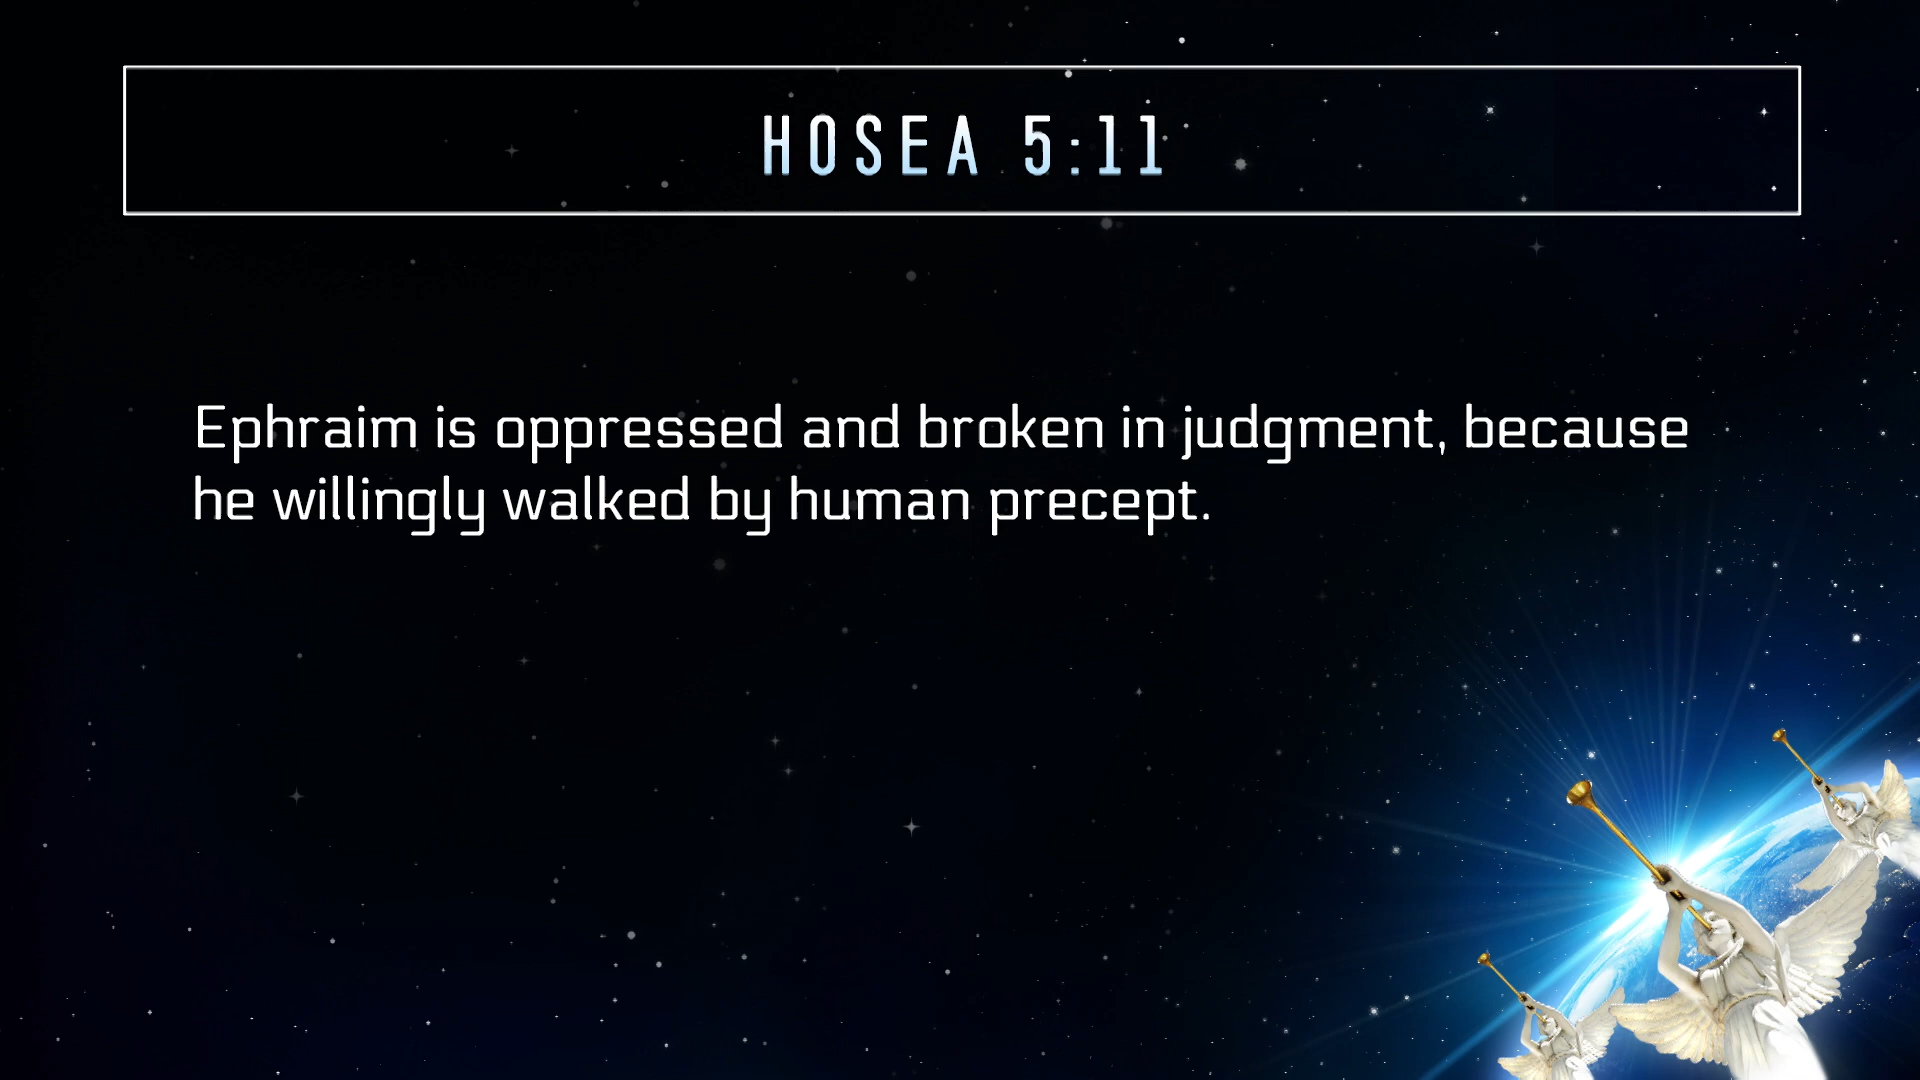 HOSEA 5:11
Ephraim is oppressed and broken in judgment, because
he willingly walked by human precept.